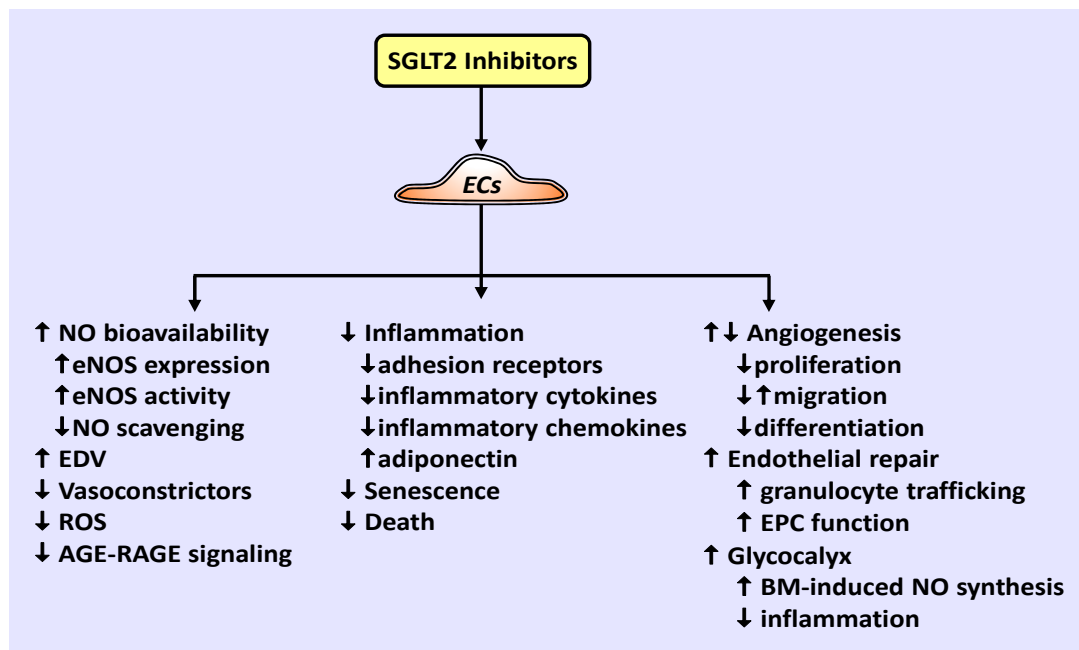 SGLT2 Inhibitors
ECs
↑ NO bioavailability
↑eNOS expression
↑eNOS activity
↓NO scavenging
↑ EDV
↓ Vasoconstrictors
↓ ROS
↓ AGE-RAGE signaling
↓ Inflammation
↓adhesion receptors
↓inflammatory cytokines
↓inflammatory chemokines
↑adiponectin
↓ Senescence
↓ Death
↑↓ Angiogenesis
↓proliferation
↓↑migration
↓differentiation
↑ Endothelial repair
↑ granulocyte trafficking
↑ EPC function
↑ Glycocalyx
↑ BM-induced NO synthesis
↓ inflammation